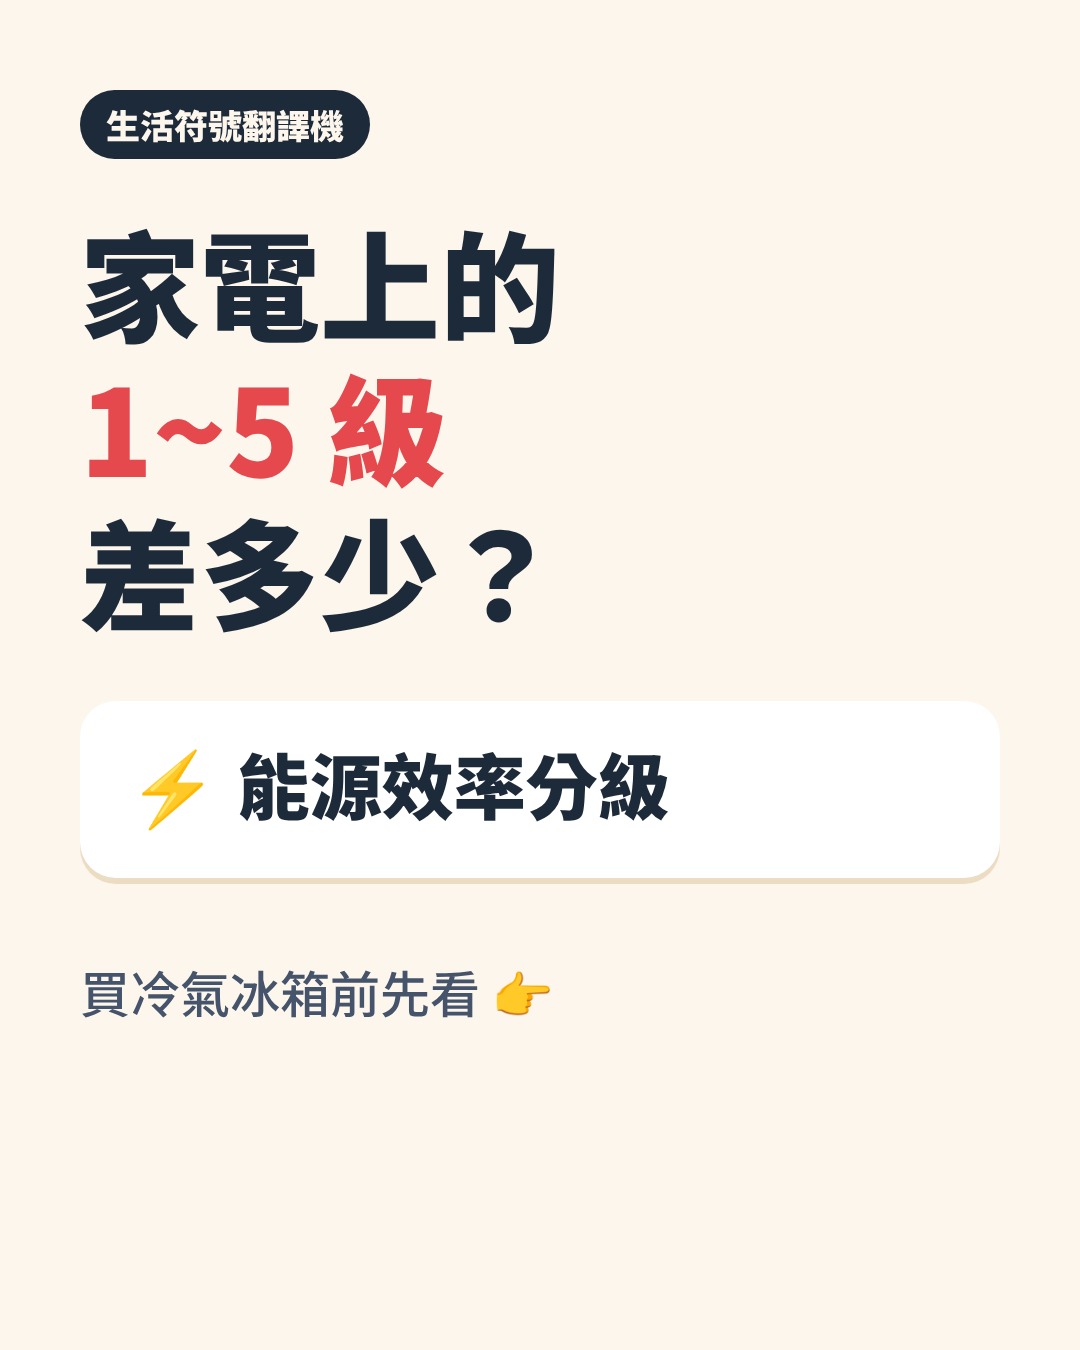 生活符號翻譯機
家電上的
1~5 級
差多少？
⚡ 能源效率分級
買冷氣冰箱前先看 👉